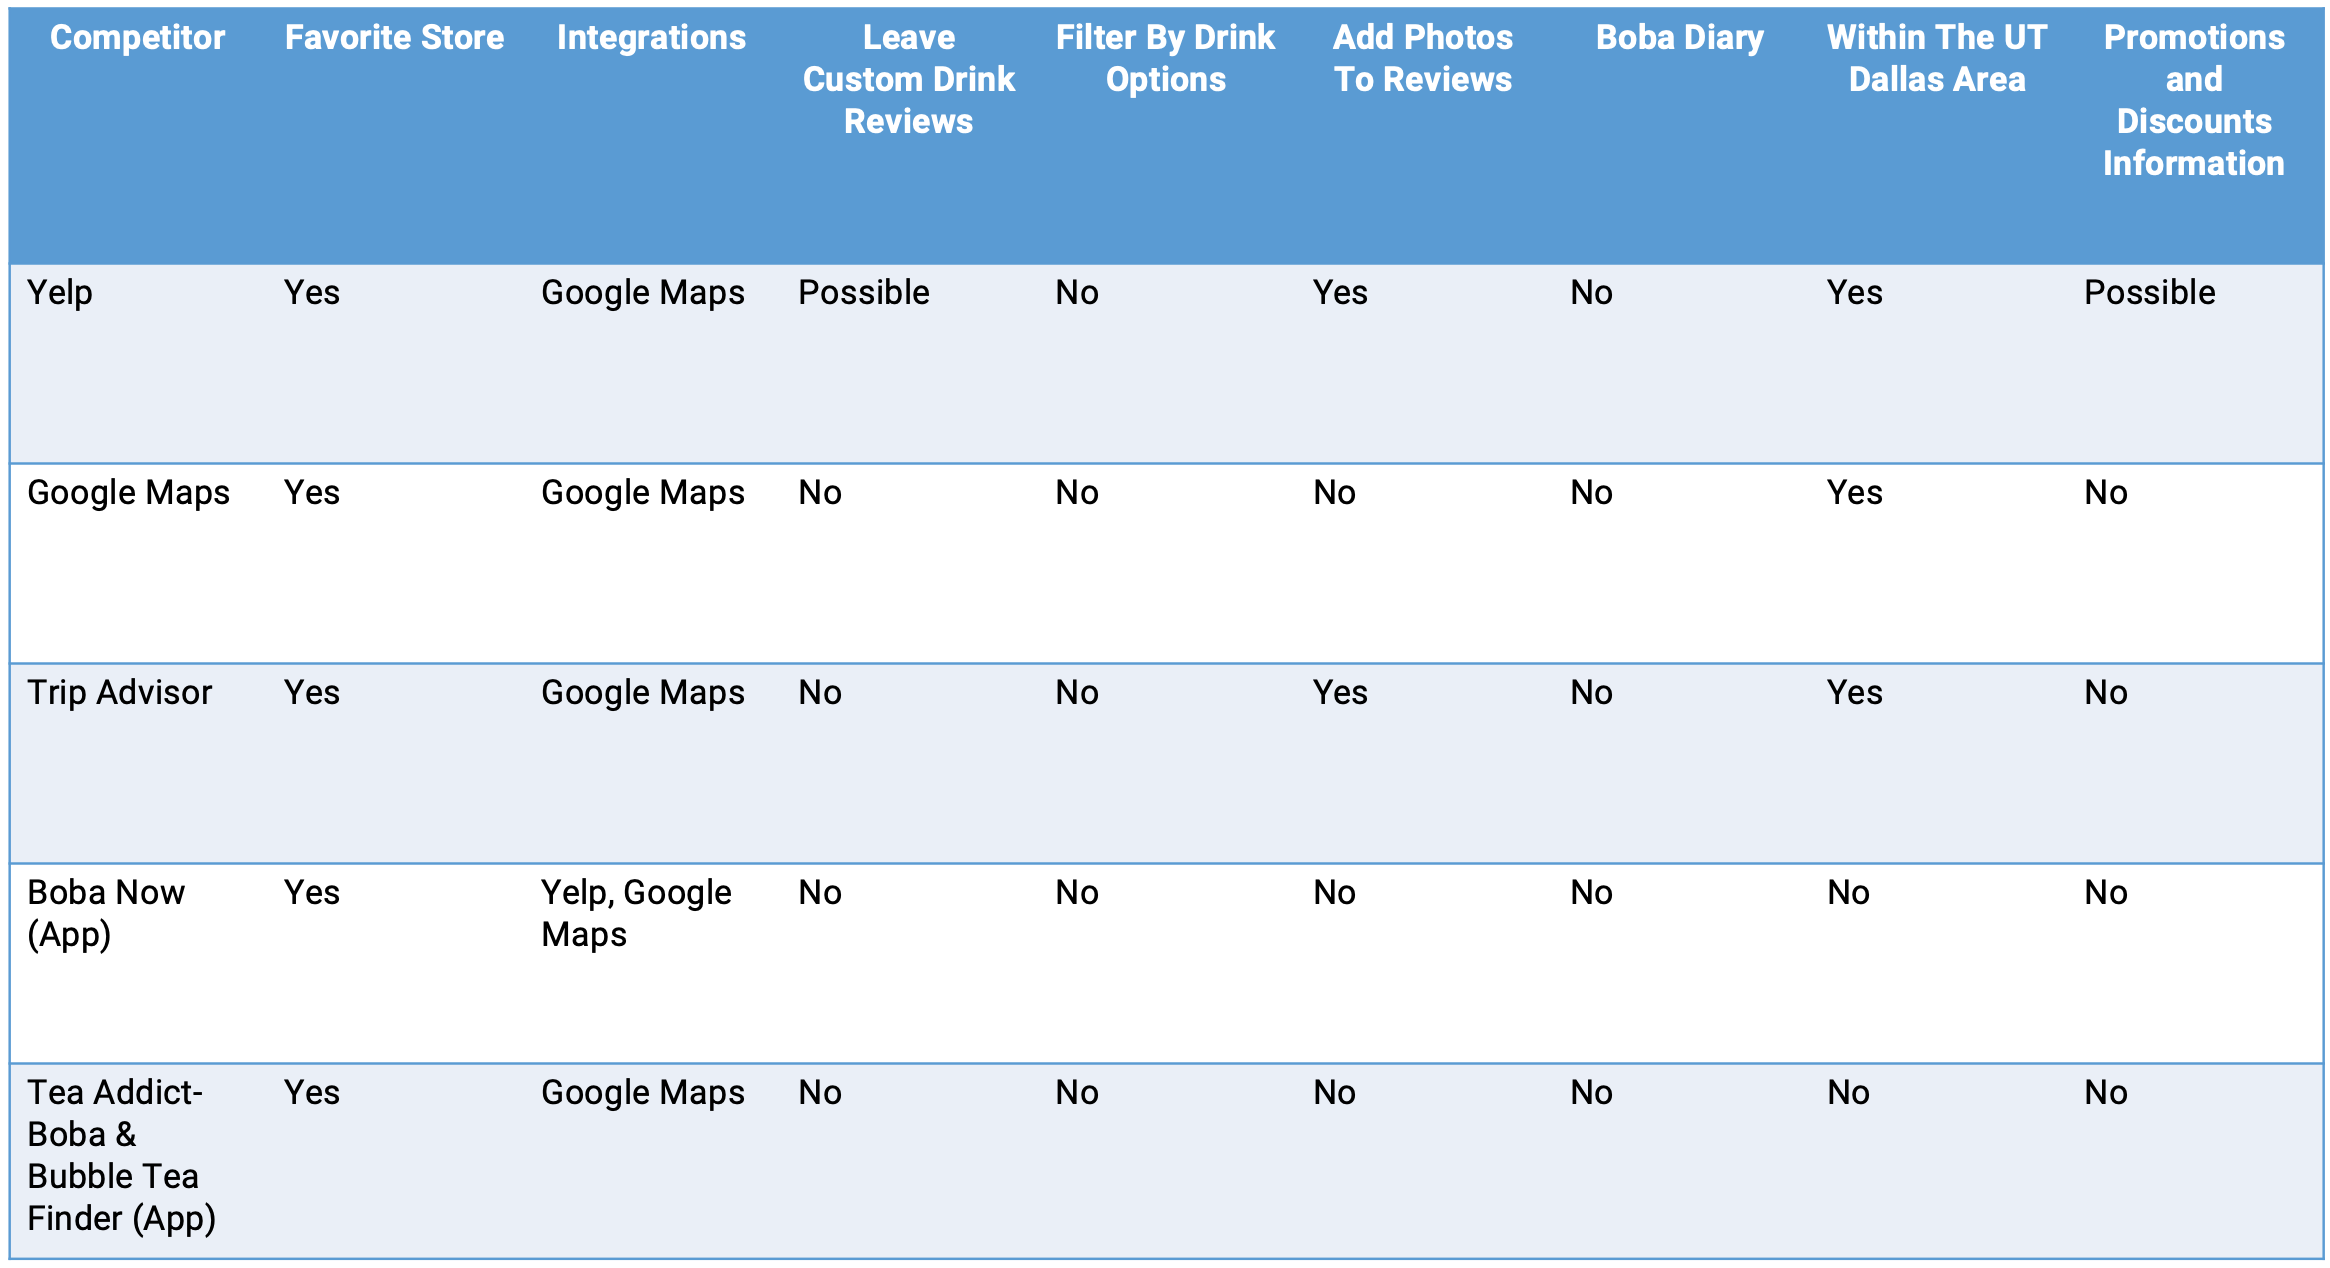 Competitor
Favorite Store
Integrations
Leave
Custom Drink
Reviews
Filter By Drink
Options
Add Photos
To Reviews
Boba Diary
Within The UT
Dallas Area
Promotions
and
Discounts
Information
Yelp
Yes
Google Maps
Possible
No
Yes
No
Yes
Possible
Google Maps
Yes
Google Maps
No
No
No
No
Yes
No
Trip Advisor
Yes
Google Maps
No
No
Yes
No
Yes
No
Boba Now
(App)
Yes
Yelp, Google
Maps
No
No
No
No
No
No
Tea Addict-
Boba &
Bubble Tea
Finder (App)
Yes
Google Maps
No
No
No
No
No
No